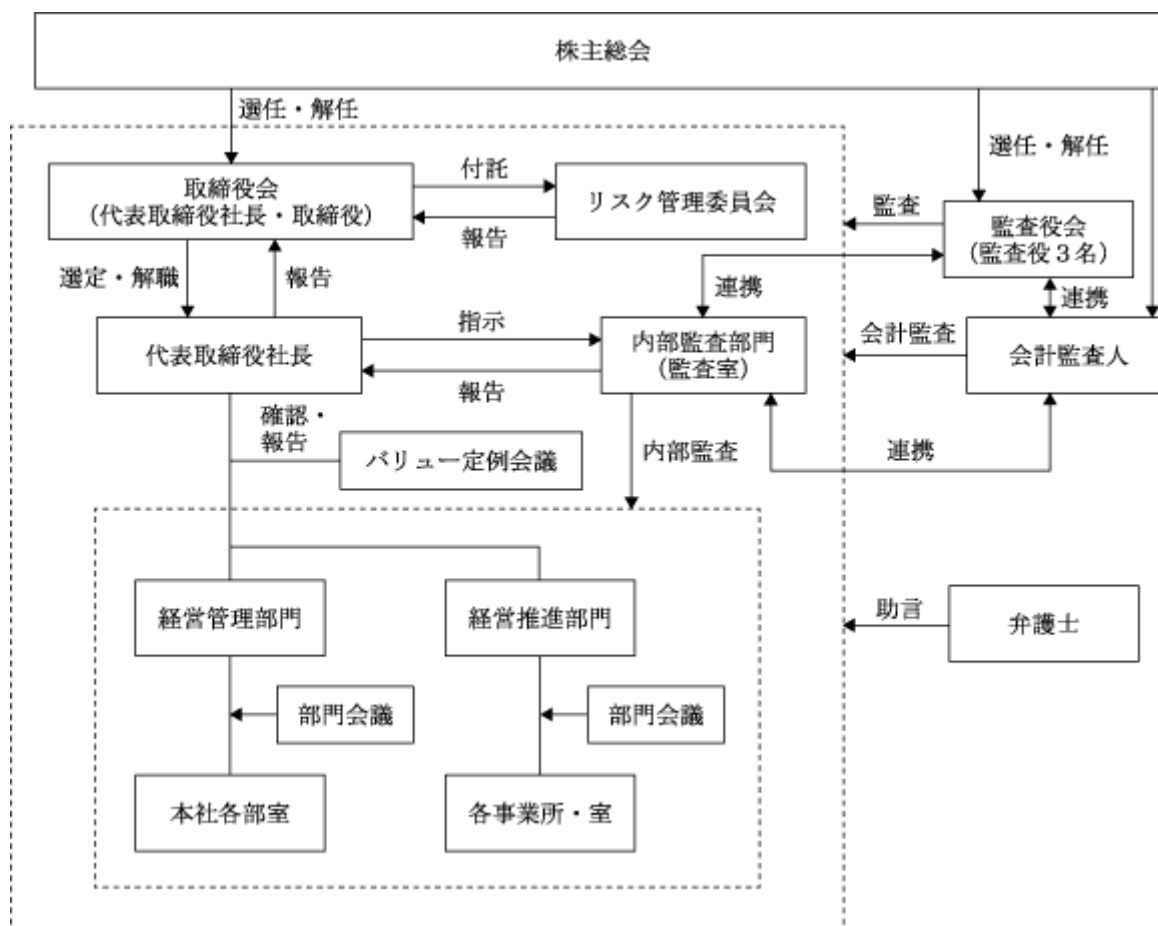 株主総会
選任・解任
選任・解任
取締役会
(代表取締役社長・取締役)
付託
報告
リスク管理委員会
監査
監査役会
(監査役3名)
選定・解職
報告
連携
連携
代表取締役社長
指示
報告
内部監査部門
(監査室)
会計監査
会計監査人
確認・
報告
バリュー定例会議
内部監査
連携
経営管理部門
経営推進部門
助言
弁護士
部門会議
部門会議
本社各部室
各事業所・室